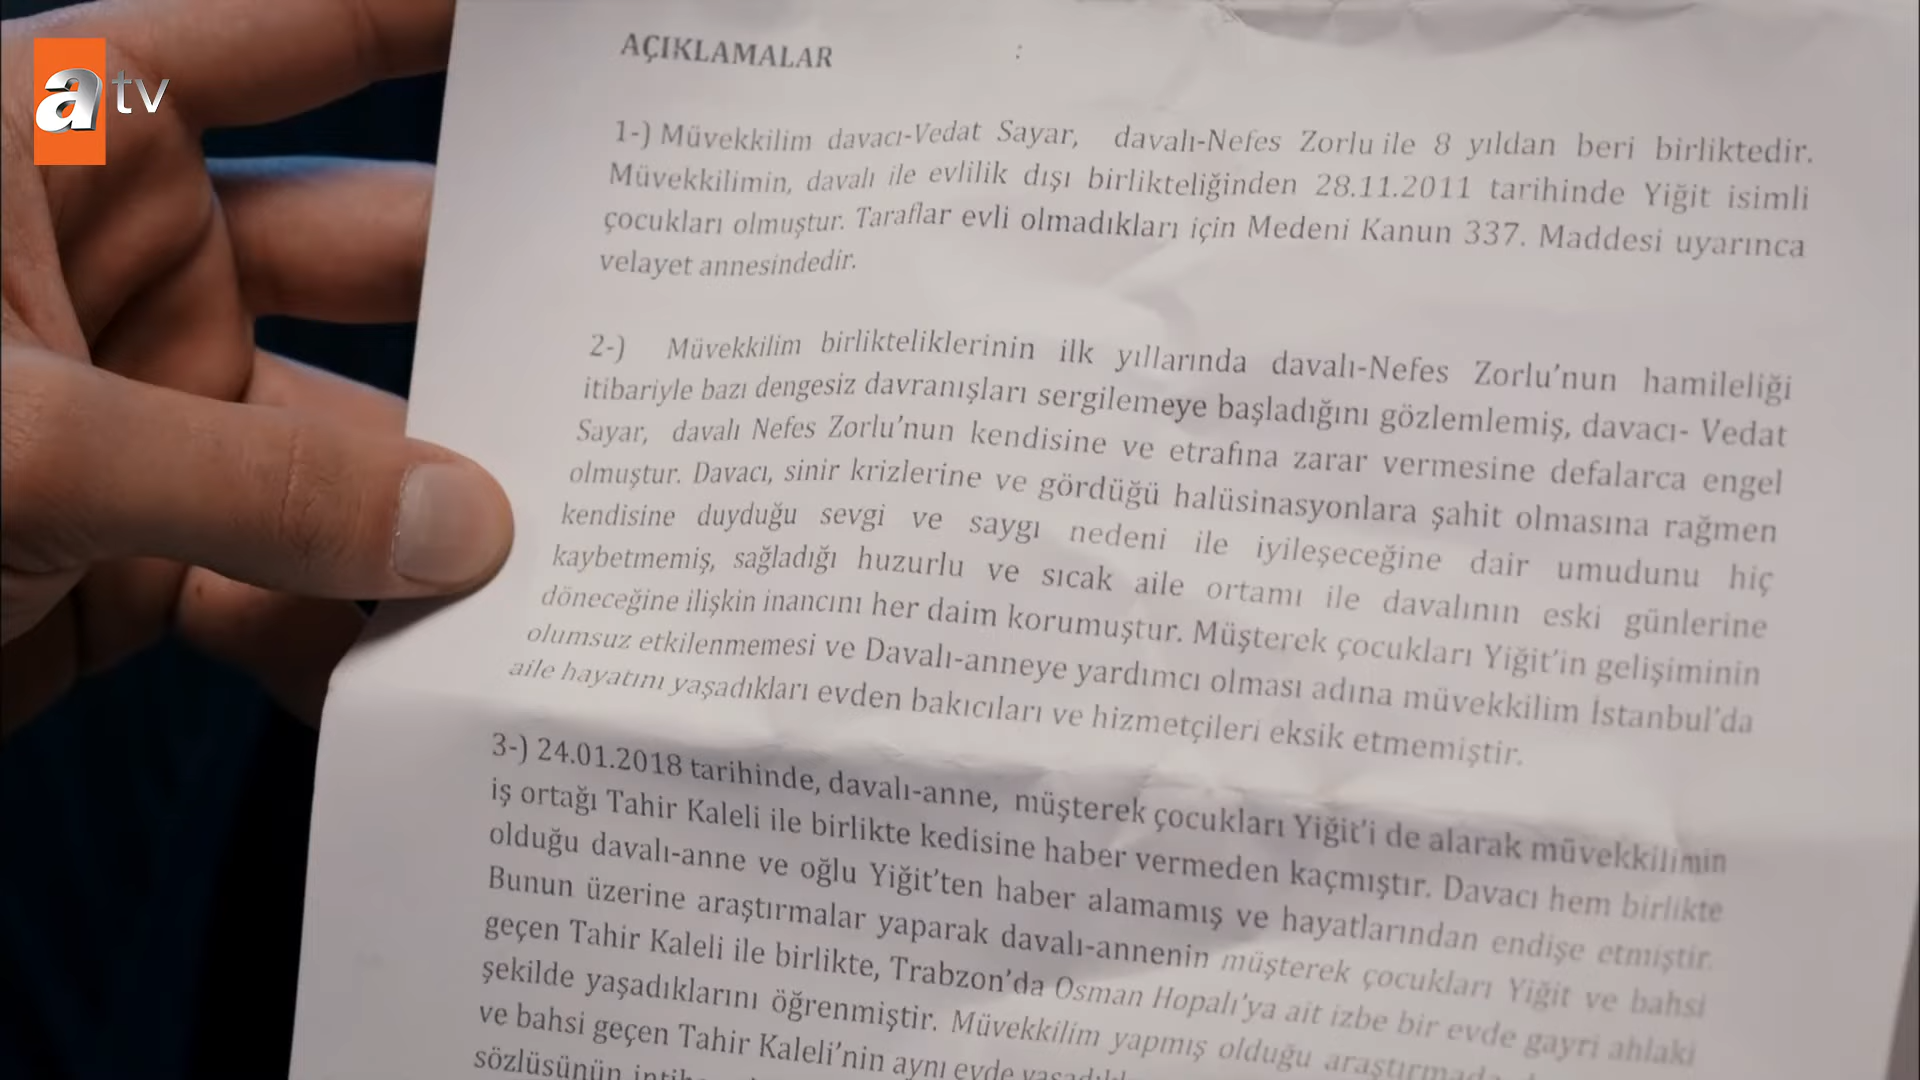 atv
AÇIKLAMALAR :
1-) Müvekkilim davacı-Vedat Sayar, davalı-Nefes Zorlu ile 8 yıldan beri birliktedir.
Müvekkilimin, davalı ile evlilik dışı birlikteliğinden 28.11.2011 tarihinde Yiğit isimli
çocukları olmuştur. Taraflar evli olmadıkları için Medeni Kanun 337. Maddesi uyarınca
velayet annesindedir.
2-) Müvekkilim birlikteliklerinin ilk yıllarında davalı-Nefes Zorlu'nun hamileliği
itibariyle bazı dengesiz davranışları sergilemeye başladığını gözlemlemiş, davacı- Vedat
Sayar, davalı Nefes Zorlu'nun kendisine ve etrafına zarar vermesine defalarca engel
olmuştur. Davacı, sinir krizlerine ve gördüğü halüsinasyonlara şahit olmasına rağmen
kendisine duyduğu sevgi ve saygı nedeni ile iyileşeceğine dair umudunu hiç
kaybetmemiş, sağladığı huzurlu ve sıcak aile ortamı ile davalının eski günlerine
döneceğine ilişkin inancını her daim korumuştur. Müşterek çocukları Yiğit'in gelişiminin
olumsuz etkilenmemesi ve Davalı-anneye yardımcı olması adına müvekkilim İstanbul'da
aile hayatını yaşadıkları evden bakıcıları ve hizmetçileri eksik etmemiştir.
3-) 24.01.2018 tarihinde, davalı-anne, müşterek çocukları Yiğit'i de alarak müvekkilimin
iş ortağı Tahir Kaleli ile birlikte kedisine haber vermeden kaçmıştır. Davacı hem birlikte
olduğu davalı-anne ve oğlu Yiğit'ten haber alamamış ve hayatlarından endişe etmiştir.
Bunun üzerine araştırmalar yaparak davalı-annenin müşterek çocukları Yiğit ve bahsi
geçen Tahir Kaleli ile birlikte, Trabzon'da Osman Hopalı'ya ait izbe bir evde gayri ahlaki
şekilde yaşadıklarını öğrenmiştir. Müvekkilim yapmış olduğu
ve bahsi geçen Tahir Kaleli'nin aynı evde
sözlüsünün